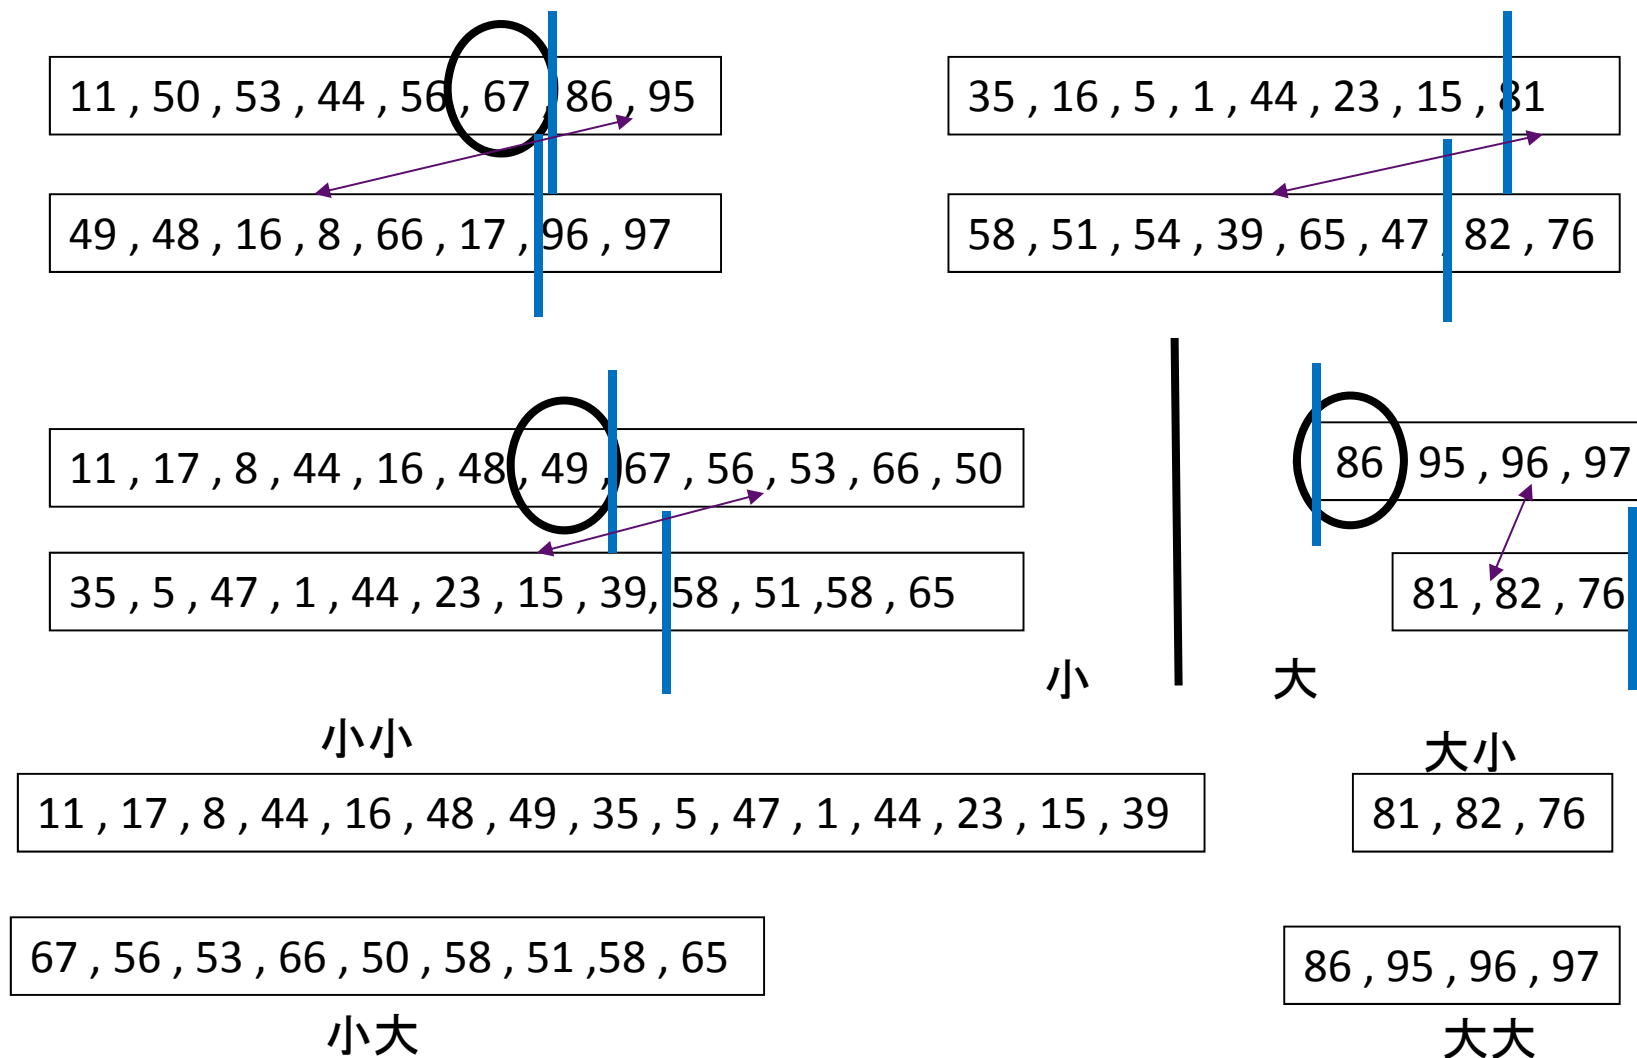 11 , 50 , 53 , 44 , 56 , 67 , 86 , 95
35 , 16 , 5 , 1 , 44 , 23 , 15 , 81
49 , 48 , 16 , 8 , 66 , 17 , 96 , 97
58 , 51 , 54 , 39 , 65 , 47 , 82 , 76
11 , 17 , 8 , 44 , 16 , 48 , 49 , 67 , 56 , 53 , 66 , 50
86 , 95 , 96 , 97
35 , 5 , 47 , 1 , 44 , 23 , 15 , 39, 58 , 51 ,58 , 65
81 , 82 , 76
小
大
小小
大小
11 , 17 , 8 , 44 , 16 , 48 , 49 , 35 , 5 , 47 , 1 , 44 , 23 , 15 , 39
81 , 82 , 76
67 , 56 , 53 , 66 , 50 , 58 , 51 ,58 , 65
86 , 95 , 96 , 97
小大
大大